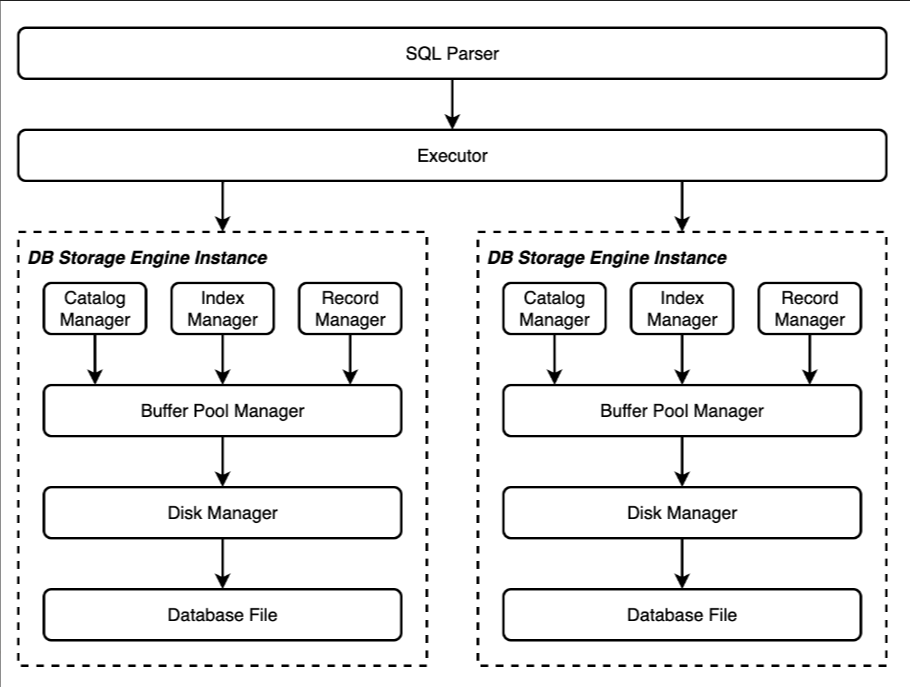 SQL Parser
Executor
DB Storage Engine Instance
Catalog
Manager
Index
Manager
Record
Manager
Buffer Pool Manager
Disk Manager
Database File
DB Storage Engine Instance
Catalog
Manager
Index
Manager
Record
Manager
Buffer Pool Manager
Disk Manager
Database File